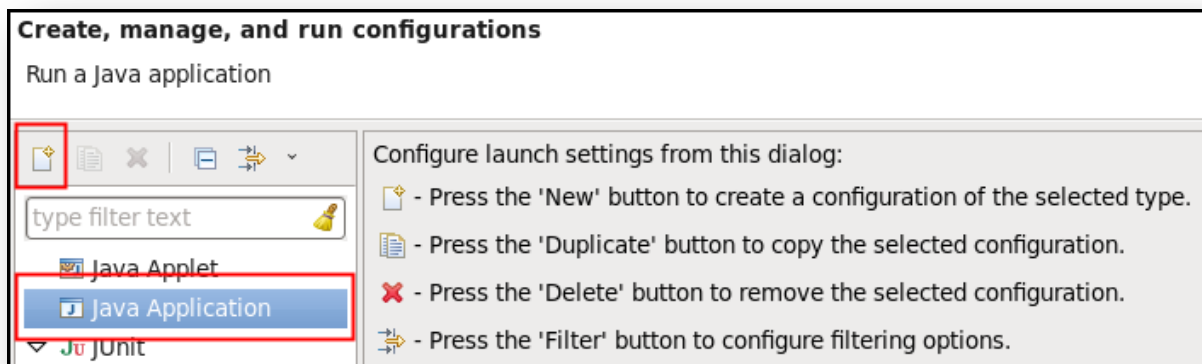 Create, manage, and run configurations
Run a Java application
type filter text
Java Applet
Java Application
JUnit
Configure launch settings from this dialog:
- Press the 'New' button to create a configuration of the selected type.
- Press the 'Duplicate' button to copy the selected configuration.
- Press the 'Delete' button to remove the selected configuration.
- Press the 'Filter' button to configure filtering options.